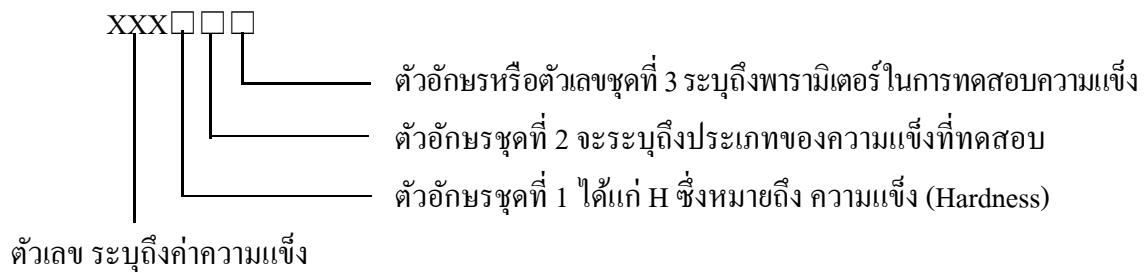 XXX□□□
ตัวอักษรหรือตัวเลขชุดที่ 3 ระบุถึงพารามิเตอร์ในการทดสอบความแข็ง
ตัวอักษรชุดที่ 2 จะระบุถึงประเภทของความแข็งที่ทดสอบ
ตัวอักษรชุดที่ 1 ได้แก่ H ซึ่งหมายถึง ความแข็ง (Hardness)
ตัวเลข ระบุถึงค่าความแข็ง